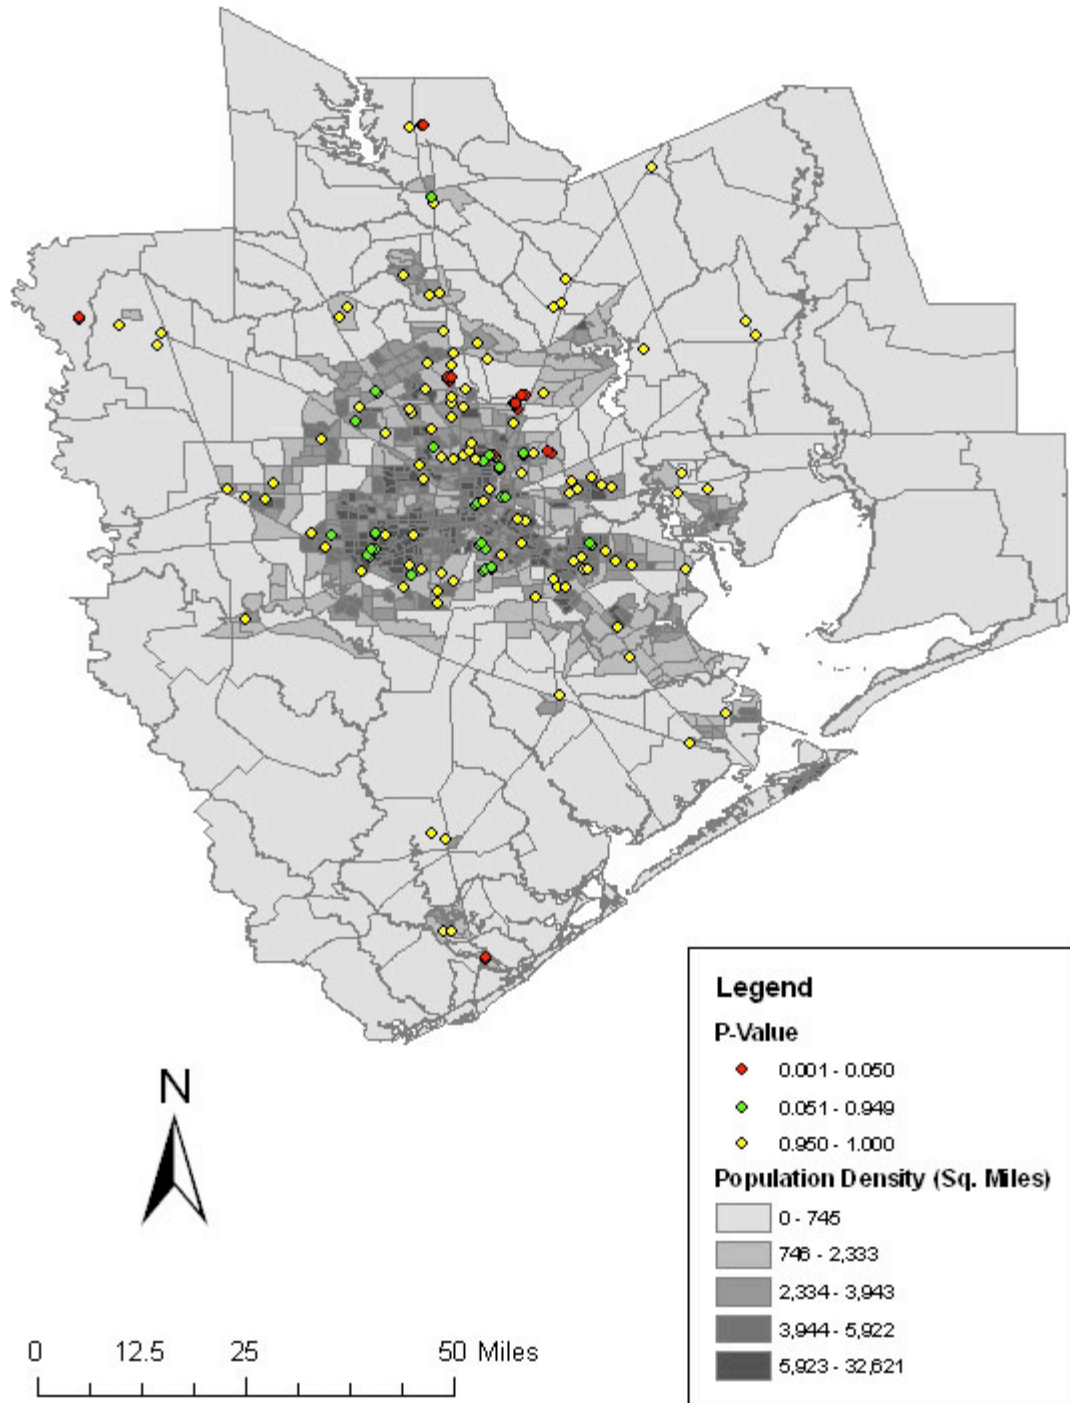 Legend
P-Value
0.001 - 0.050
0.051 - 0.949
0.950 - 1.000
Population Density (Sq. Miles)
0 - 745
746 - 2,333
2,334 - 3,943
3,944 - 5,922
5,923 - 32,621
N
0 12.5 25 50 Miles